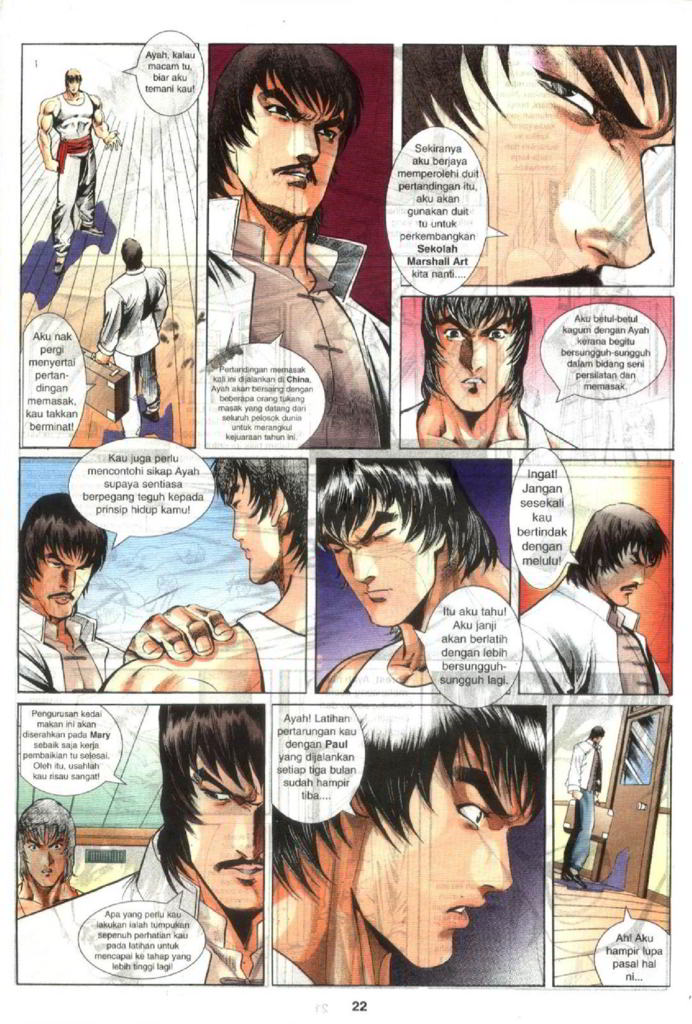 Ayah, kalau
macam tu,
biar aku
temani kau!
Aku nak
pergi
menyertai
pertan-
dingan
memasak,
kau takkan
berminat!
Pertandingan memasak
kali ini dijalankan di China.
Ayah akan bersaing dengan
beberapa orang tukang
masak yang datang dari
seluruh pelosok dunia
untuk merangkul
kejuaraan tahun ini.
Sekiranya
aku berjaya
memperolehi duit
pertandingan itu,
aku akan
gunakan duit
tu untuk
perkembangkan
Sekolah
Marshall Art
kita nanti....
Aku betul-betul
kagum dengan Ayah
kerana begitu
bersungguh-sungguh
dalam bidang seni
persilatan dan
memasak.
Kau juga perlu
mencontohi sikap Ayah
supaya sentiasa
berpegang teguh kepada
prinsip hidup kamu!
Itu aku tahu!
Aku janji
akan berlatih
dengan lebih
bersungguh-
sungguh lagi.
Ingat!
Jangan
sesekali
kau
bertindak
dengan
melulu!
Pengurusan kedai
makan ini akan
diserahkan pada Mary
sebaik saja kerja
pembaikian tu selesai.
Oleh itu, usahlah
kau risau sangat!
Apa yang perlu kau
lakukan ialah tumpukan
sepenuh perhatian kau
pada latihan untuk
mencapai ke tahap yang
lebih tinggi lagi!
Ayah! Latihan
pertarungan kau
dengan Paul
yang dijalankan
setiap tiga bulan
sudah hampir
tiba....
Ah! Aku
hampir lupa
pasal hal
ni...
22